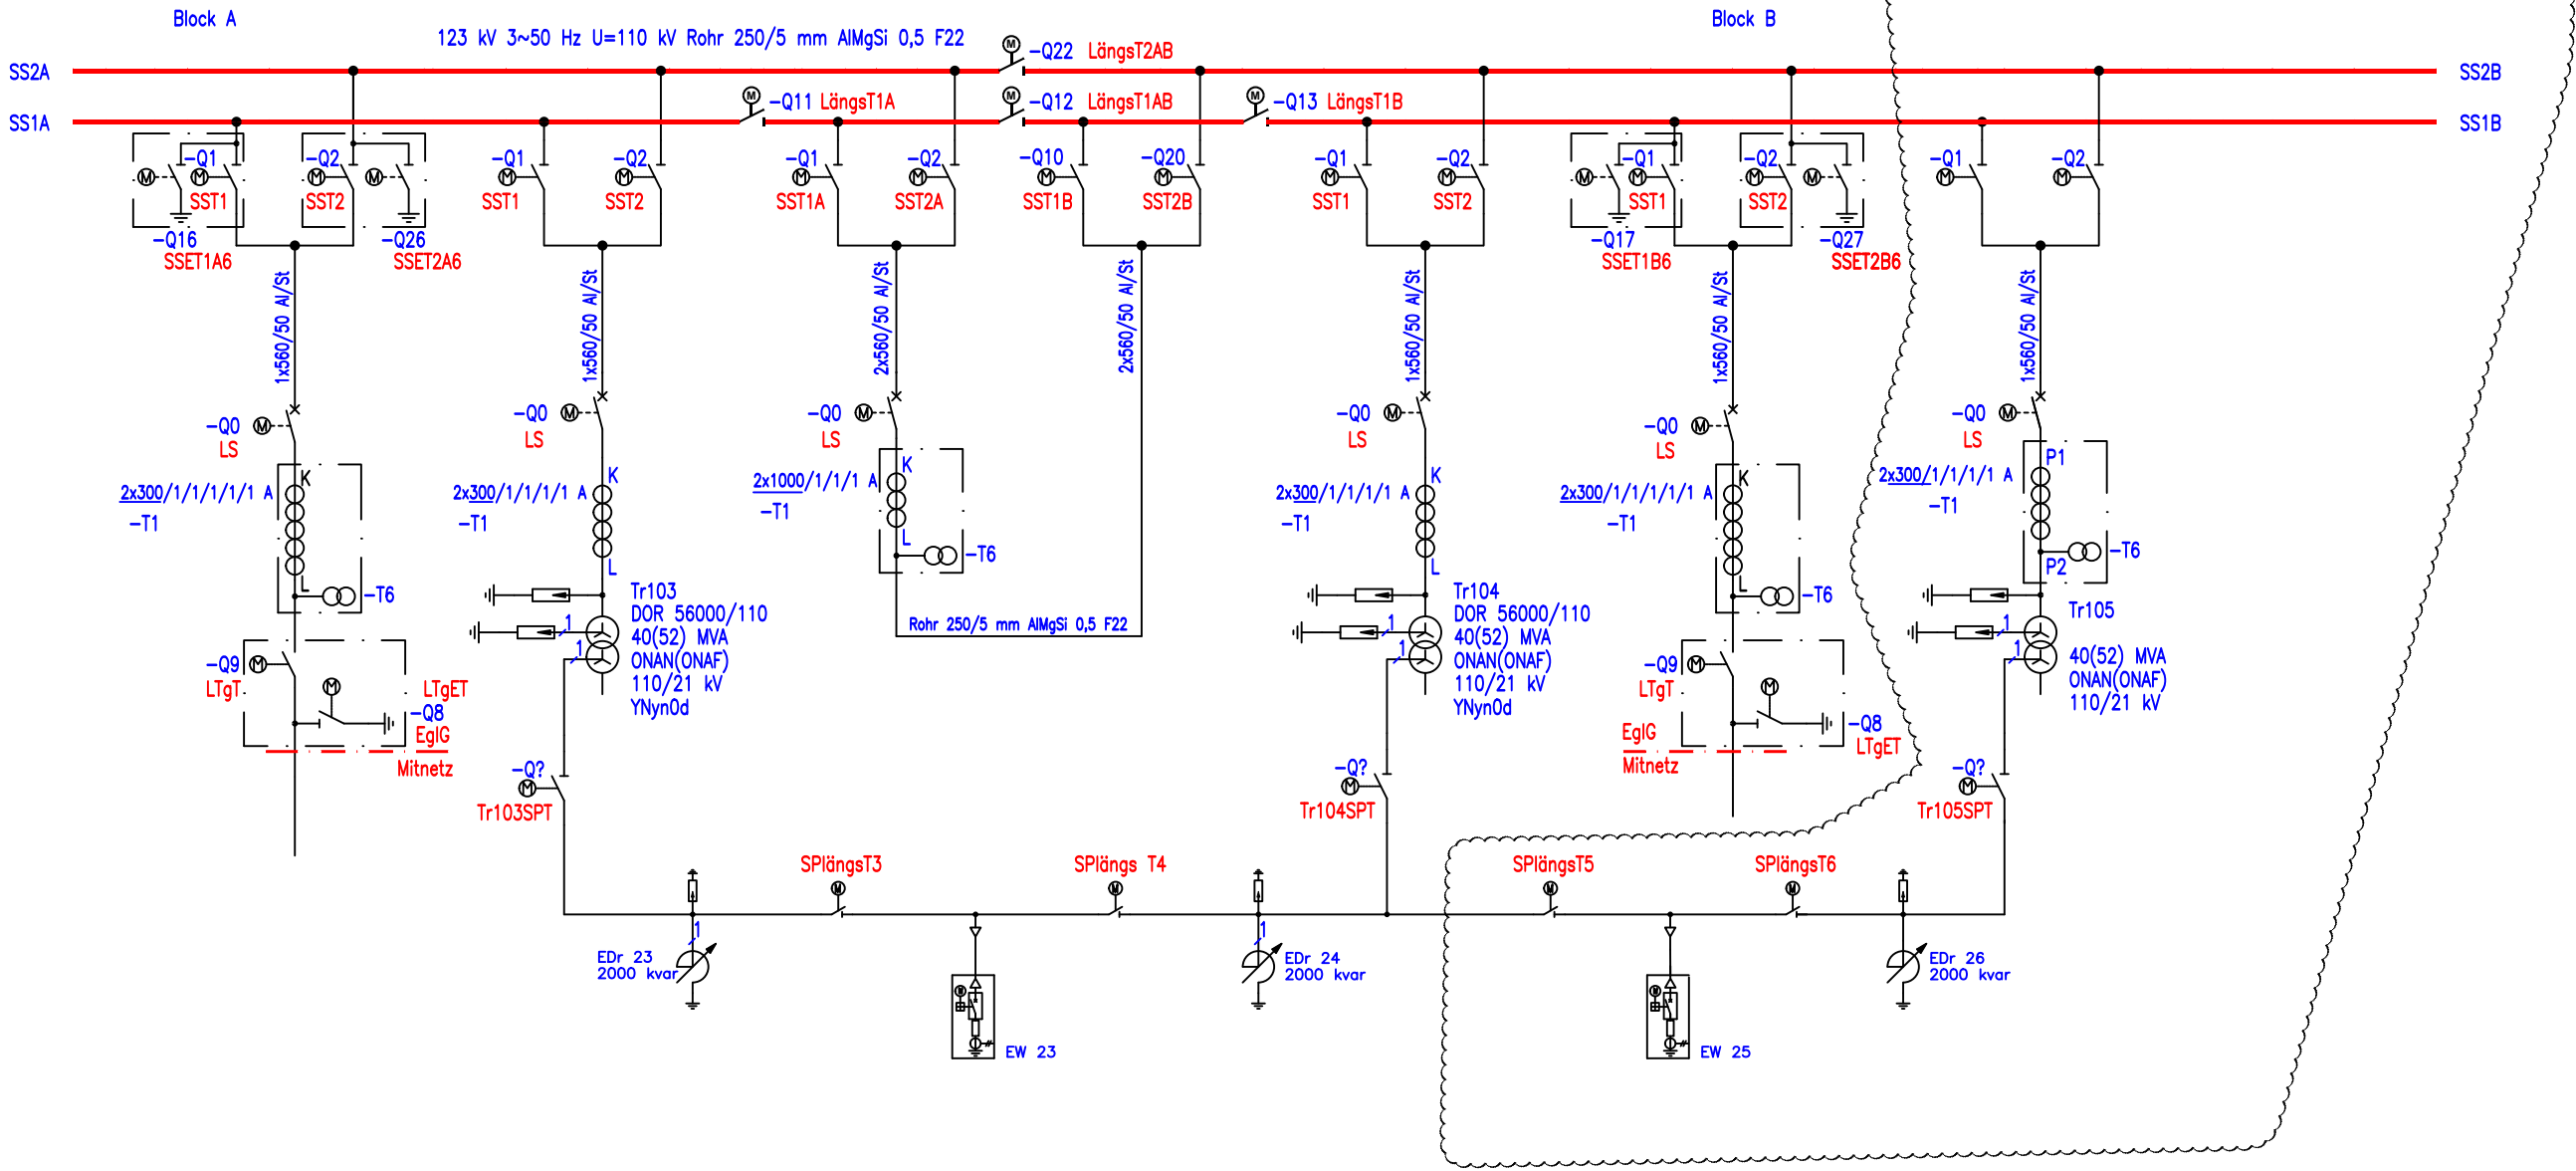 Block A
Block B
123 kV 3~50 Hz U=110 kV Rohr 250/5 mm AlMgSi 0,5 F22
M
-Q22 LängsT2AB
SS2A
SS2B
M
-Q11 LängsT1A
M
-Q12 LängsT1AB
M
-Q13 LängsT1B
SS1A
SS1B
M
M
-Q1
SST1
-Q16
SSET1A6
M
M
-Q2
SST2
-Q26
SSET2A6
M
-Q1
SST1
M
-Q2
SST2
M
-Q1
SST1A
M
-Q2
SST2A
M
-Q10
SST1B
M
-Q20
SST2B
M
-Q1
SST1
M
-Q2
SST2
M
M
-Q1
SST1
-Q17
SSET1B6
M
M
-Q2
SST2
-Q27
SSET2B6
M
-Q1
M
-Q2
1x560/50 Al/St
1x560/50 Al/St
2x560/50 Al/St
2x560/50 Al/St
1x560/50 Al/St
1x560/50 Al/St
1x560/50 Al/St
-Q0 M
LS
-Q0 M
LS
-Q0 M
LS
-Q0 M
LS
-Q0 M
LS
-Q0 M
LS
K
2x300/1/1/1/1/1 A
-T1
L
-T6
K
2x300/1/1/1/1 A
-T1
L
K
2x1000/1/1/1 A
-T1
L
-T6
K
2x300/1/1/1/1 A
-T1
L
K
2x300/1/1/1/1/1 A
-T1
L
-T6
P1
2x300/1/1/1/1 A
-T1
P2
-T6
1
1
Tr103
DOR 56000/110
40(52) MVA
ONAN(ONAF)
110/21 kV
YNyn0d
Rohr 250/5 mm AlMgSi 0,5 F22
1
1
Tr104
DOR 56000/110
40(52) MVA
ONAN(ONAF)
110/21 kV
YNyn0d
1
1
Tr105
40(52) MVA
ONAN(ONAF)
110/21 kV
-Q9 M
LTgT
M
LTgET
-Q8
EglG
Mitnetz
-Q9 M
LTgT
M
-Q8
LTgET
EglG
Mitnetz
-Q?
M
Tr103SPT
-Q?
M
Tr104SPT
-Q?
M
Tr105SPT
SPlängsT3
M
SPlängs T4
M
SPlängsT5
M
SPlängsT6
M
1
EDr 23
2000 kvar
1
EDr 24
2000 kvar
EDr 26
2000 kvar
M
EW 23
M
EW 25